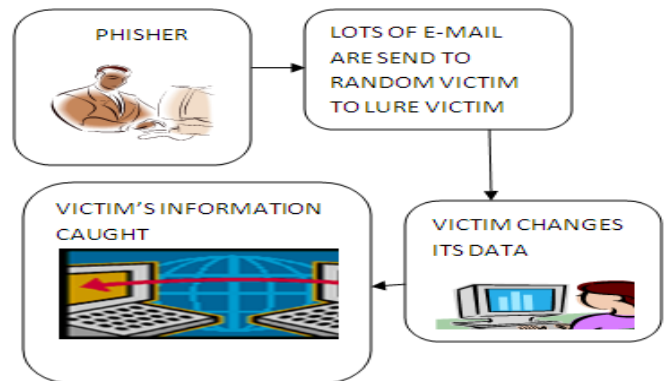 PHISHER
LOTS OF E-MAIL
ARE SEND TO
RANDOM VICTIM
TO LURE VICTIM
VICTIM CHANGES
ITS DATA
VICTIM'S INFORMATION
CAUGHT